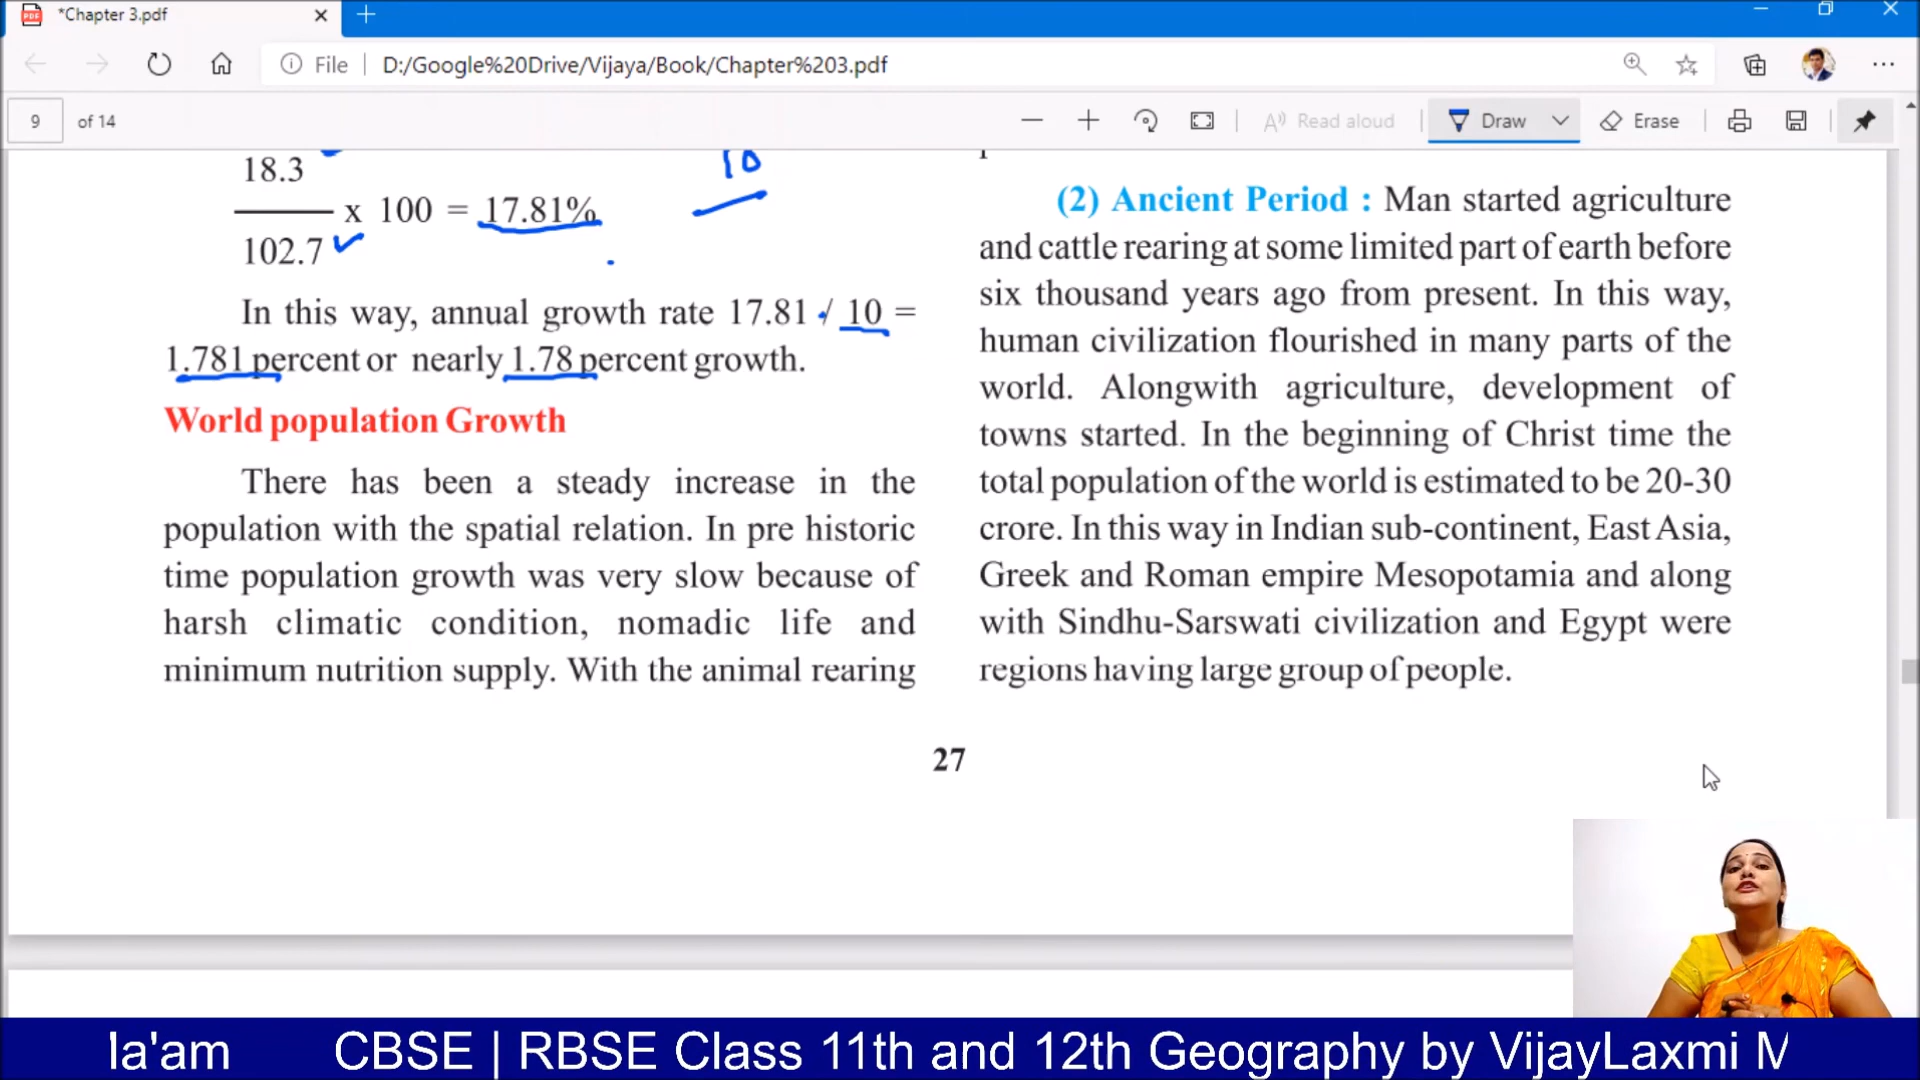 *Chapter 3.pdf
File
D:/Google%20Drive/Vijaya/Book/Chapter%203.pdf
9 of 14
Read aloud
Draw
Erase
10
18.3
x 100 = 17.81%
102.7
In this way, annual growth rate 17.81 / 10 =
1.781 percent or nearly 1.78 percent growth.
World population Growth
There has been a steady increase in the
population with the spatial relation. In pre historic
time population growth was very slow because of
harsh climatic condition, nomadic life and
minimum nutrition supply. With the animal rearing
(2) Ancient Period : Man started agriculture
and cattle rearing at some limited part of earth before
six thousand years ago from present. In this way,
human civilization flourished in many parts of the
world. Alongwith agriculture, development of
towns started. In the beginning of Christ time the
total population of the world is estimated to be 20-30
crore. In this way in Indian sub-continent, East Asia,
Greek and Roman empire Mesopotamia and along
with Sindhu-Sarswati civilization and Egypt were
regions having large group of people.
27
la'am CBSE | RBSE Class 11th and 12th Geography by VijayLaxmi M